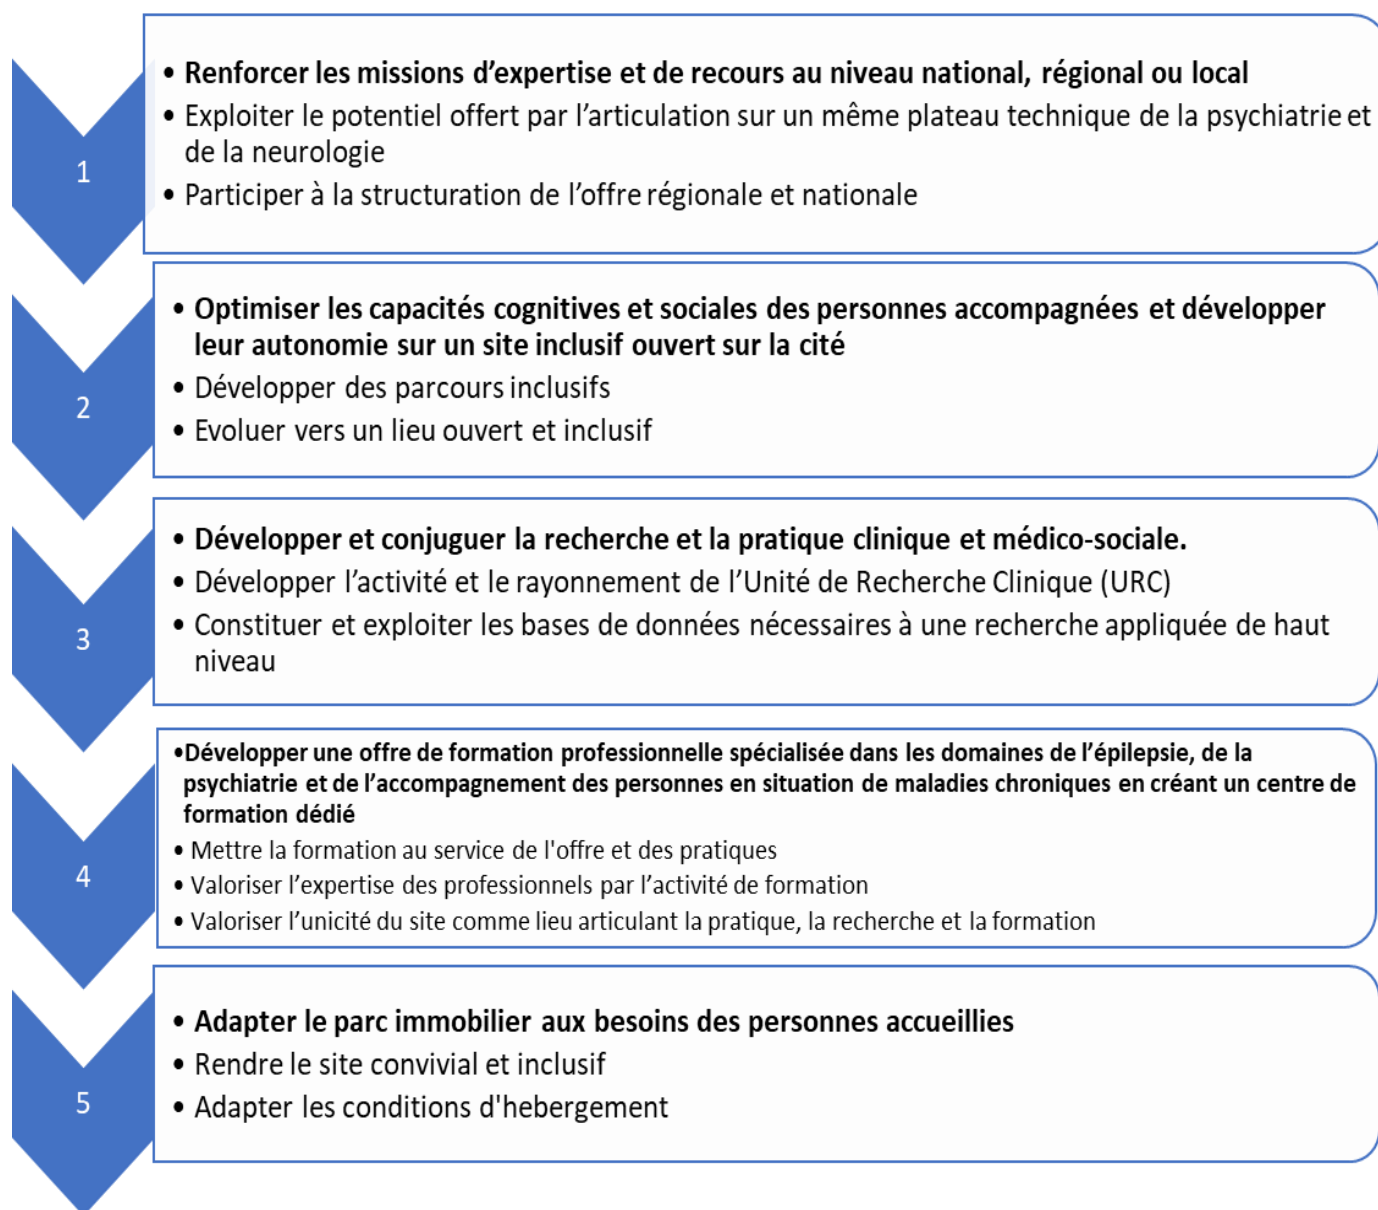 1
• Renforcer les missions d’expertise et de recours au niveau national, régional ou local
• Exploiter le potentiel offert par l’articulation sur un même plateau technique de la psychiatrie et
de la neurologie
• Participer à la structuration de l’offre régionale et nationale
2
• Optimiser les capacités cognitives et sociales des personnes accompagnées et développer
leur autonomie sur un site inclusif ouvert sur la cité
• Développer des parcours inclusifs
• Evoluer vers un lieu ouvert et inclusif
3
• Développer et conjuguer la recherche et la pratique clinique et médico-sociale.
• Développer l’activité et le rayonnement de l’Unité de Recherche Clinique (URC)
• Constituer et exploiter les bases de données nécessaires à une recherche appliquée de haut
niveau
4
•Développer une offre de formation professionnelle spécialisée dans les domaines de l’épilepsie, de la
psychiatrie et de l’accompagnement des personnes en situation de maladies chroniques en créant un centre de
formation dédié
• Mettre la formation au service de l'offre et des pratiques
• Valoriser l’expertise des professionnels par l’activité de formation
• Valoriser l’unicité du site comme lieu articulant la pratique, la recherche et la formation
5
• Adapter le parc immobilier aux besoins des personnes accueillies
• Rendre le site convivial et inclusif
• Adapter les conditions d'hebergement